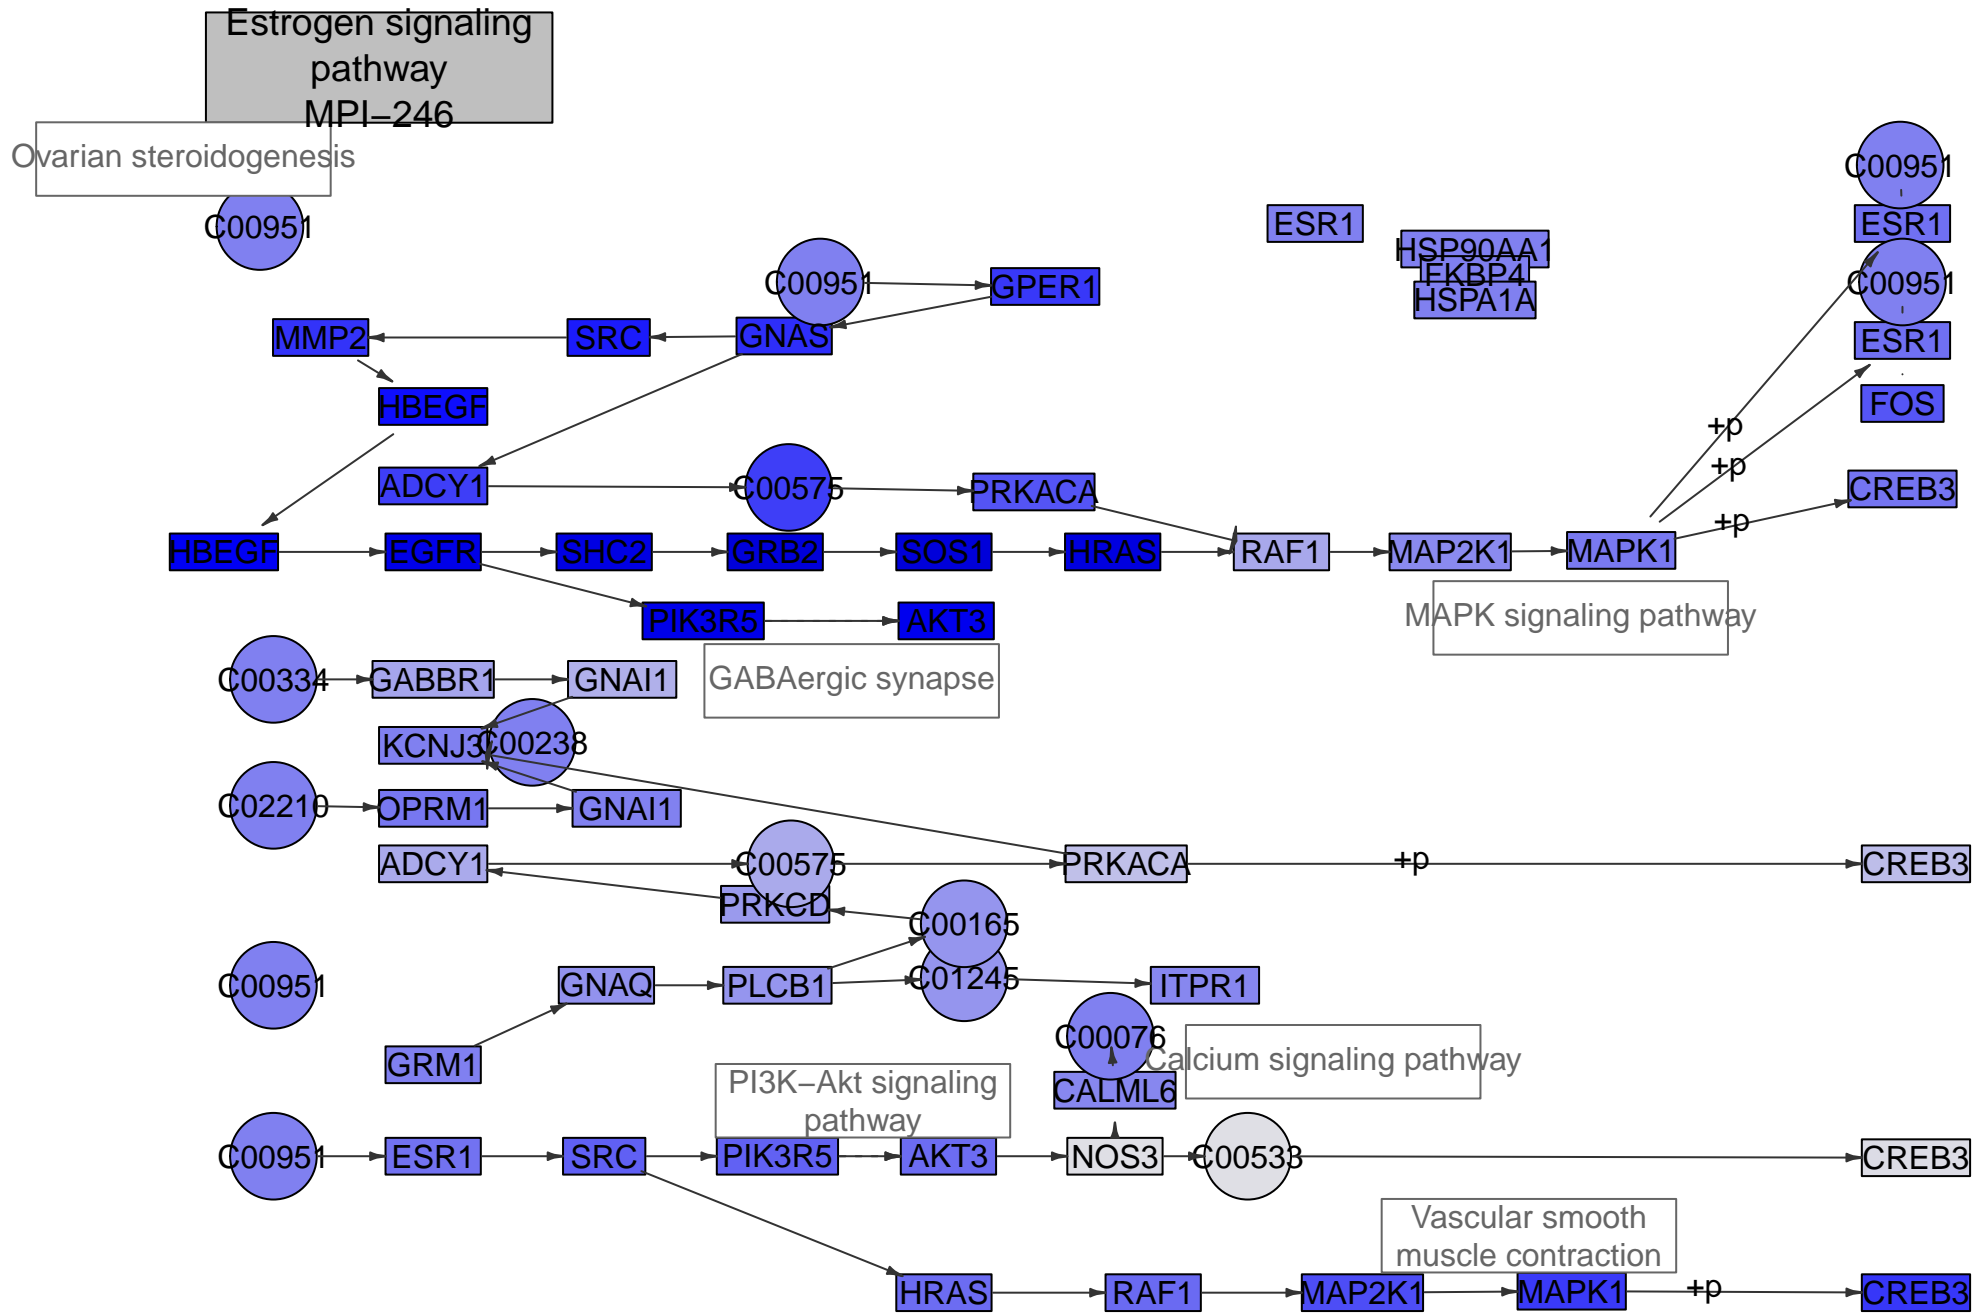 Estrogen signaling
pathway
MPI−246
Ovarian steroidogenesis
C00951
C00951
ESR1
C00951
ESR1
HSP90AA1
FKBP4
HSPA1A
C00951
GPER1
C00951
ESR1
MMP2
SRC
GNAS
HBEGF
FOS
+p
+p
ADCY1
C00575
PRKACA
CREB3
+p
HBEGF
EGFR
SHC2
GRB2
SOS1
HRAS
RAF1
MAP2K1
MAPK1
PIK3R5
AKT3
MAPK signaling pathway
C00334
GABBR1
GNAI1
GABAergic synapse
KCNJ3
C00238
C02210
OPRM1
GNAI1
ADCY1
C00575
PRKACA
+p
CREB3
PRKCD
C00165
C00951
GNAQ
PLCB1
C01245
ITPR1
C00076
Calcium signaling pathway
GRM1
CALML6
PI3K−Akt signaling
pathway
C00951
ESR1
SRC
PIK3R5
AKT3
NOS3
C00533
CREB3
Vascular smooth
muscle contraction
HRAS
RAF1
MAP2K1
MAPK1
+p
CREB3